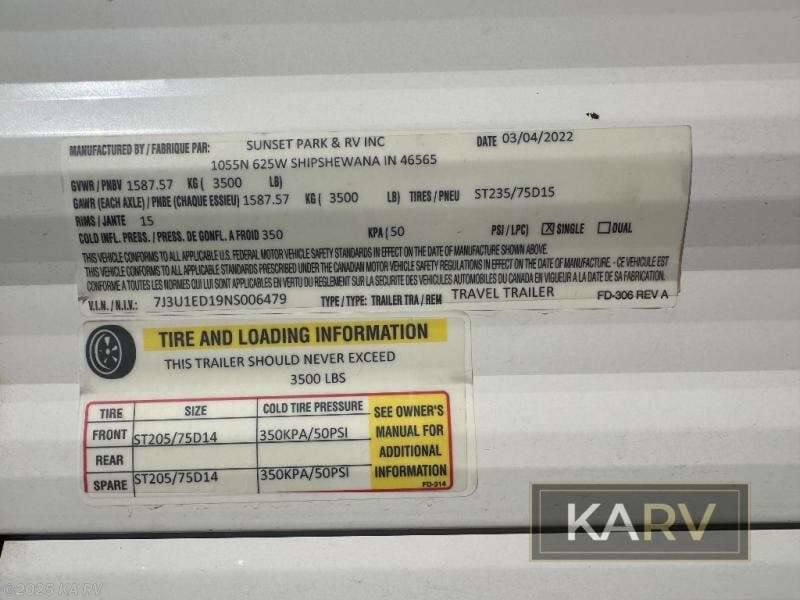 MANUFACTURED BY / FABRIQUE PAR: SUNSET PARK & RV INC DATE 03/04/2022
1055N 625W SHIPSHEWANA IN 46565
GVWR / PNBV 1587.57 KG ( 3500 LB)
GAWR (EACH AXLE) / PNBE (CHAQUE ESSIEU) 1587.57 KG ( 3500 LB) TIRES / PNEU ST235/75D15
RIMS / JANTE 15
COLD INFL. PRESS. / PRESS. DE GONFL. A FROID 350 KPA ( 50 PSI / LPC) ☒ SINGLE ☐ DUAL
THIS VEHICLE CONFORMS TO ALL APPLICABLE U.S. FEDERAL MOTOR VEHICLE SAFETY STANDARDS IN EFFECT ON THE DATE OF MANUFACTURE SHOWN ABOVE.
THIS VEHICLE CONFORMS TO ALL APPLICABLE STANDARDS PRESCRIBED UNDER THE CANADIAN MOTOR VEHICLE SAFETY REGULATIONS IN EFFECT ON THE DATE OF MANUFACTURE. - CE VEHICULE EST
CONFORME A TOUTES LES NORMES QUI LUI SONT APPLICABLES EN VERTU DU REGLEMENT SUR LA SECURITE DES VEHICULES AUTOMOBILES DU CANADA EN VIGUEUR A LA DATE DE SA FABRICATION.
V.I.N. / N.I.V.: 7J3U1ED19NS006479 TYPE / TYPE: TRAILER TRA / REM TRAVEL TRAILER FD-306 REV A
TIRE AND LOADING INFORMATION
THIS TRAILER SHOULD NEVER EXCEED
3500 LBS
TIRE SIZE COLD TIRE PRESSURE SEE OWNER'S
FRONT ST205/75D14 350KPA/50PSI MANUAL FOR
REAR ADDITIONAL
SPARE ST205/75D14 350KPA/50PSI INFORMATION
FD-314
KARV
©2025 KA RV